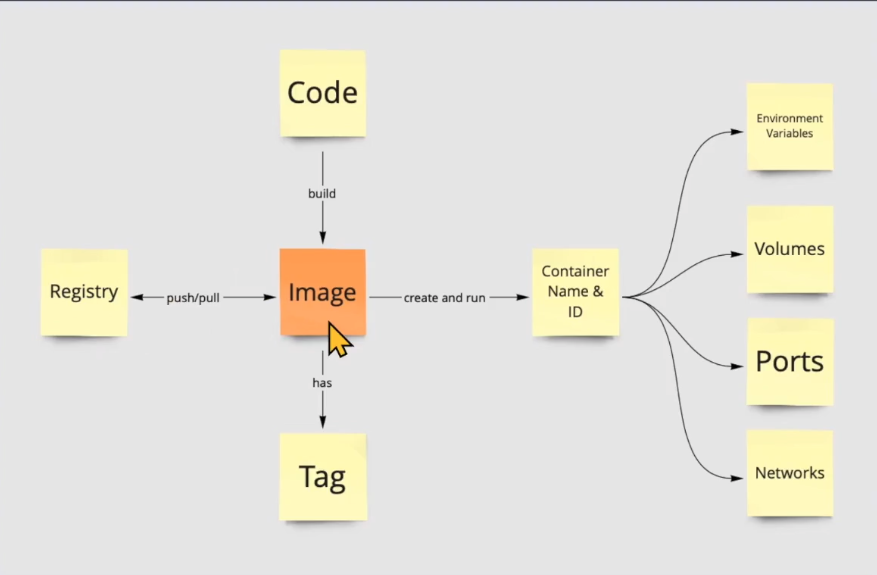 Code
build
Registry
push/pull
Image
create and run
Container
Name &
ID
has
Tag
Environment
Variables
Volumes
Ports
Networks